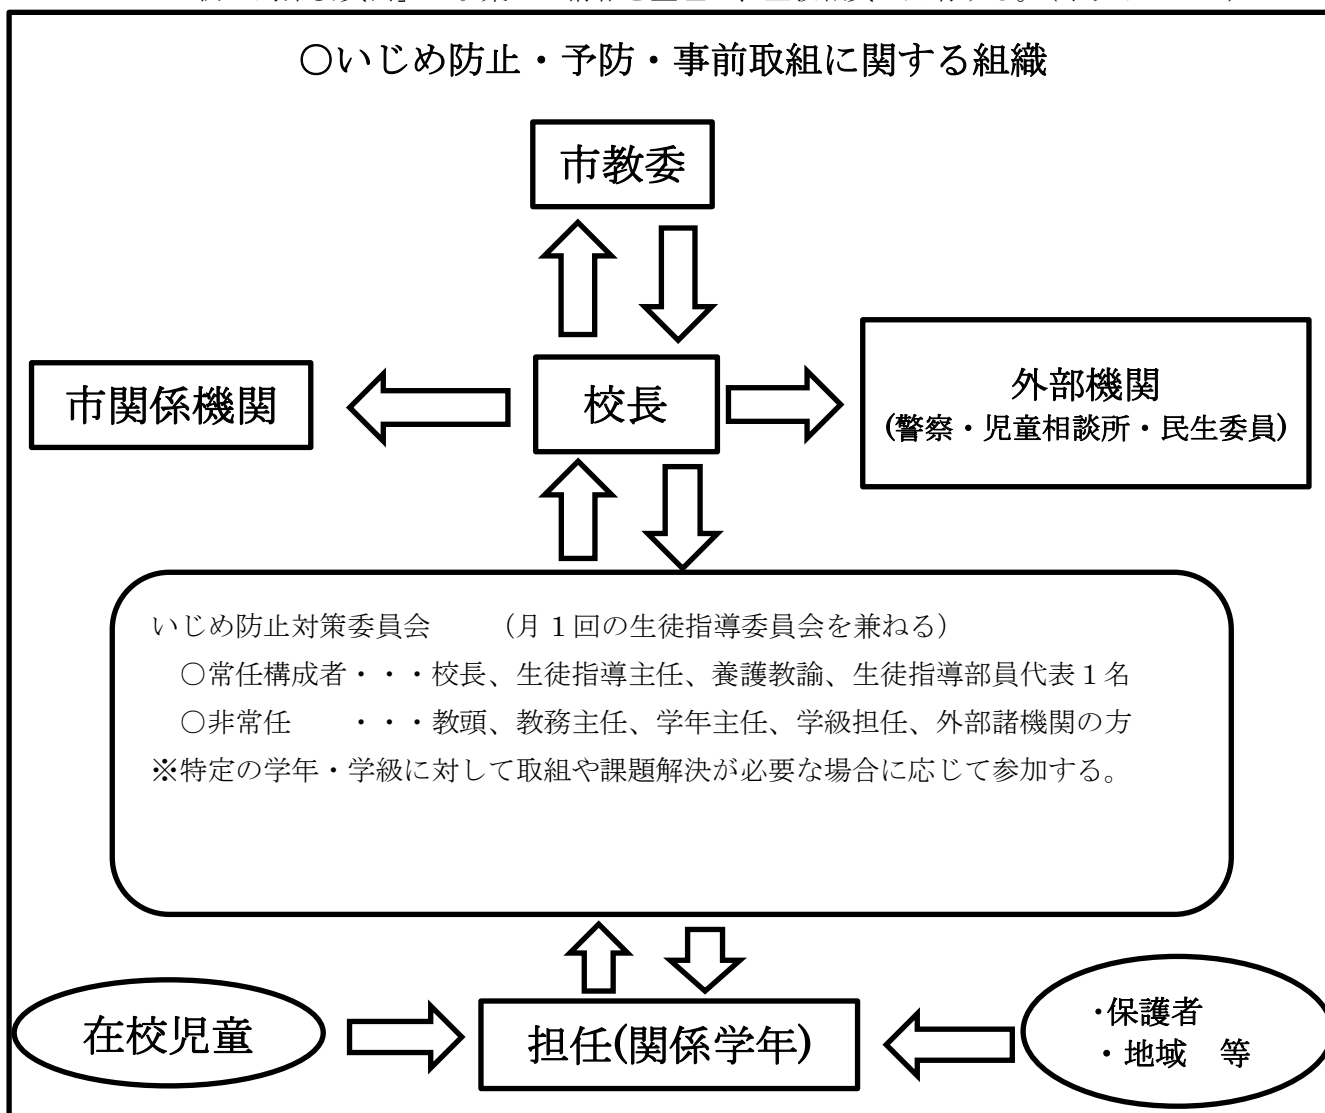 ○いじめ防止・予防・事前取組に関する組織
市教委
市関係機関
校長
外部機関
(警察・児童相談所・民生委員)
いじめ防止対策委員会 （月１回の生徒指導委員会を兼ねる）
○常任構成者・・・校長、生徒指導主任、養護教諭、生徒指導部員代表１名
○非常任 ・・・教頭、教務主任、学年主任、学級担任、外部諸機関の方
※特定の学年・学級に対して取組や課題解決が必要な場合に応じて参加する。
在校児童
担任(関係学年)
・保護者
・地域 等